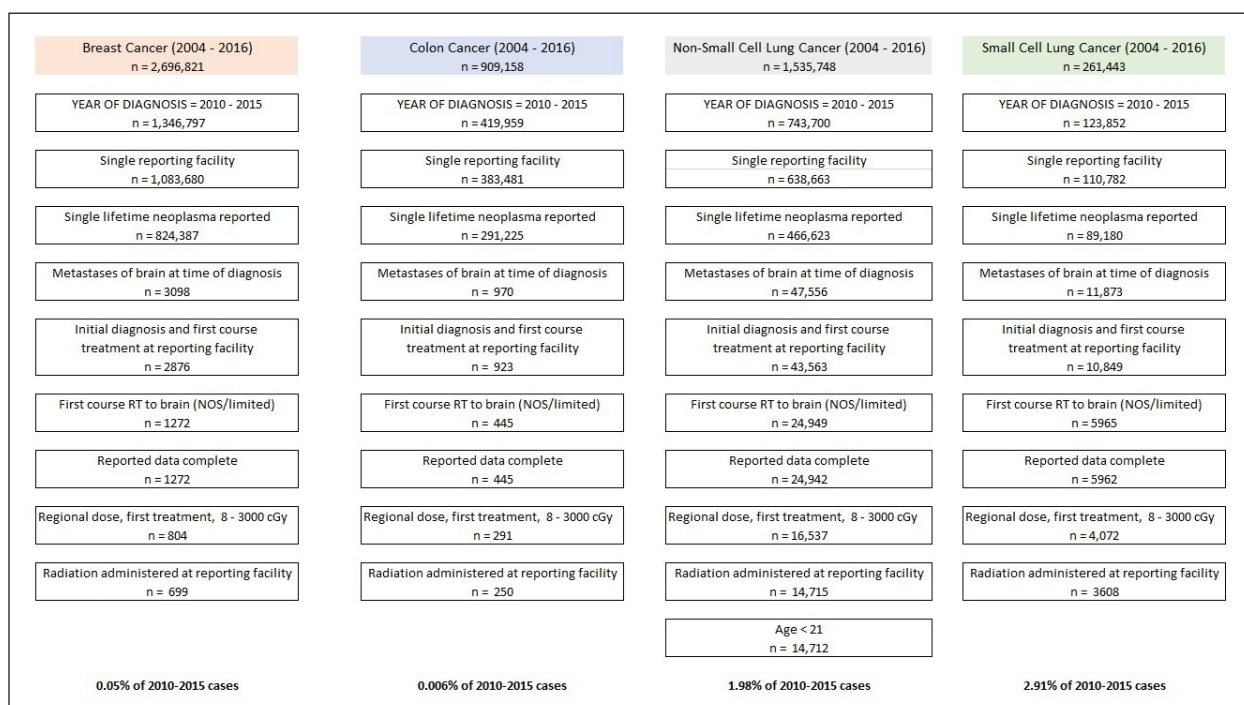 Breast Cancer (2004 - 2016)
n = 2,696,821
YEAR OF DIAGNOSIS = 2010 - 2015
n = 1,346,797
Single reporting facility
n = 1,083,680
Single lifetime neoplasma reported
n = 824,387
Metastases of brain at time of diagnosis
n = 3098
Initial diagnosis and first course
treatment at reporting facility
n = 2876
First course RT to brain (NOS/limited)
n = 1272
Reported data complete
n = 1272
Regional dose, first treatment, 8 - 3000 cGy
n = 804
Radiation administered at reporting facility
n = 699
0.05% of 2010-2015 cases
Colon Cancer (2004 - 2016)
n = 909,158
YEAR OF DIAGNOSIS = 2010 - 2015
n = 419,959
Single reporting facility
n = 383,481
Single lifetime neoplasma reported
n = 291,225
Metastases of brain at time of diagnosis
n = 970
Initial diagnosis and first course
treatment at reporting facility
n = 923
First course RT to brain (NOS/limited)
n = 445
Reported data complete
n = 445
Regional dose, first treatment, 8 - 3000 cGy
n = 291
Radiation administered at reporting facility
n = 250
0.006% of 2010-2015 cases
Non-Small Cell Lung Cancer (2004 - 2016)
n = 1,535,748
YEAR OF DIAGNOSIS = 2010 - 2015
n = 743,700
Single reporting facility
n = 638,663
Single lifetime neoplasma reported
n = 466,623
Metastases of brain at time of diagnosis
n = 47,556
Initial diagnosis and first course
treatment at reporting facility
n = 43,563
First course RT to brain (NOS/limited)
n = 24,949
Reported data complete
n = 24,942
Regional dose, first treatment, 8 - 3000 cGy
n = 16,537
Radiation administered at reporting facility
n = 14,715
Age < 21
n = 14,712
1.98% of 2010-2015 cases
Small Cell Lung Cancer (2004 - 2016)
n = 261,443
YEAR OF DIAGNOSIS = 2010 - 2015
n = 123,852
Single reporting facility
n = 110,782
Single lifetime neoplasma reported
n = 89,180
Metastases of brain at time of diagnosis
n = 11,873
Initial diagnosis and first course
treatment at reporting facility
n = 10,849
First course RT to brain (NOS/limited)
n = 5965
Reported data complete
n = 5962
Regional dose, first treatment, 8 - 3000 cGy
n = 4,072
Radiation administered at reporting facility
n = 3608
2.91% of 2010-2015 cases